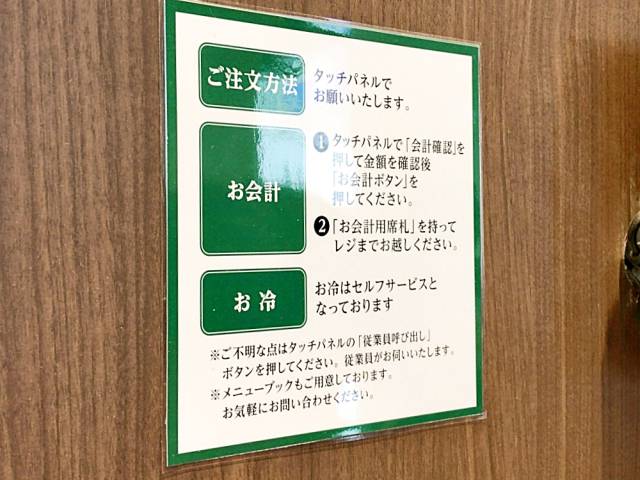 ご注文方法
タッチパネルで
お願いいたします。
お会計
1 タッチパネルで「会計確認」を
押して金額を確認後
「お会計ボタン」を
押してください。
2 「お会計用席札」を持って
レジまでお越しください。
お冷
お冷はセルフサービスと
なっております
※ご不明な点はタッチパネルの「従業員呼び出し」
ボタンを押してください。従業員がお伺いいたします。
※メニューブックもご用意しております。
お気軽にお問い合わせください。